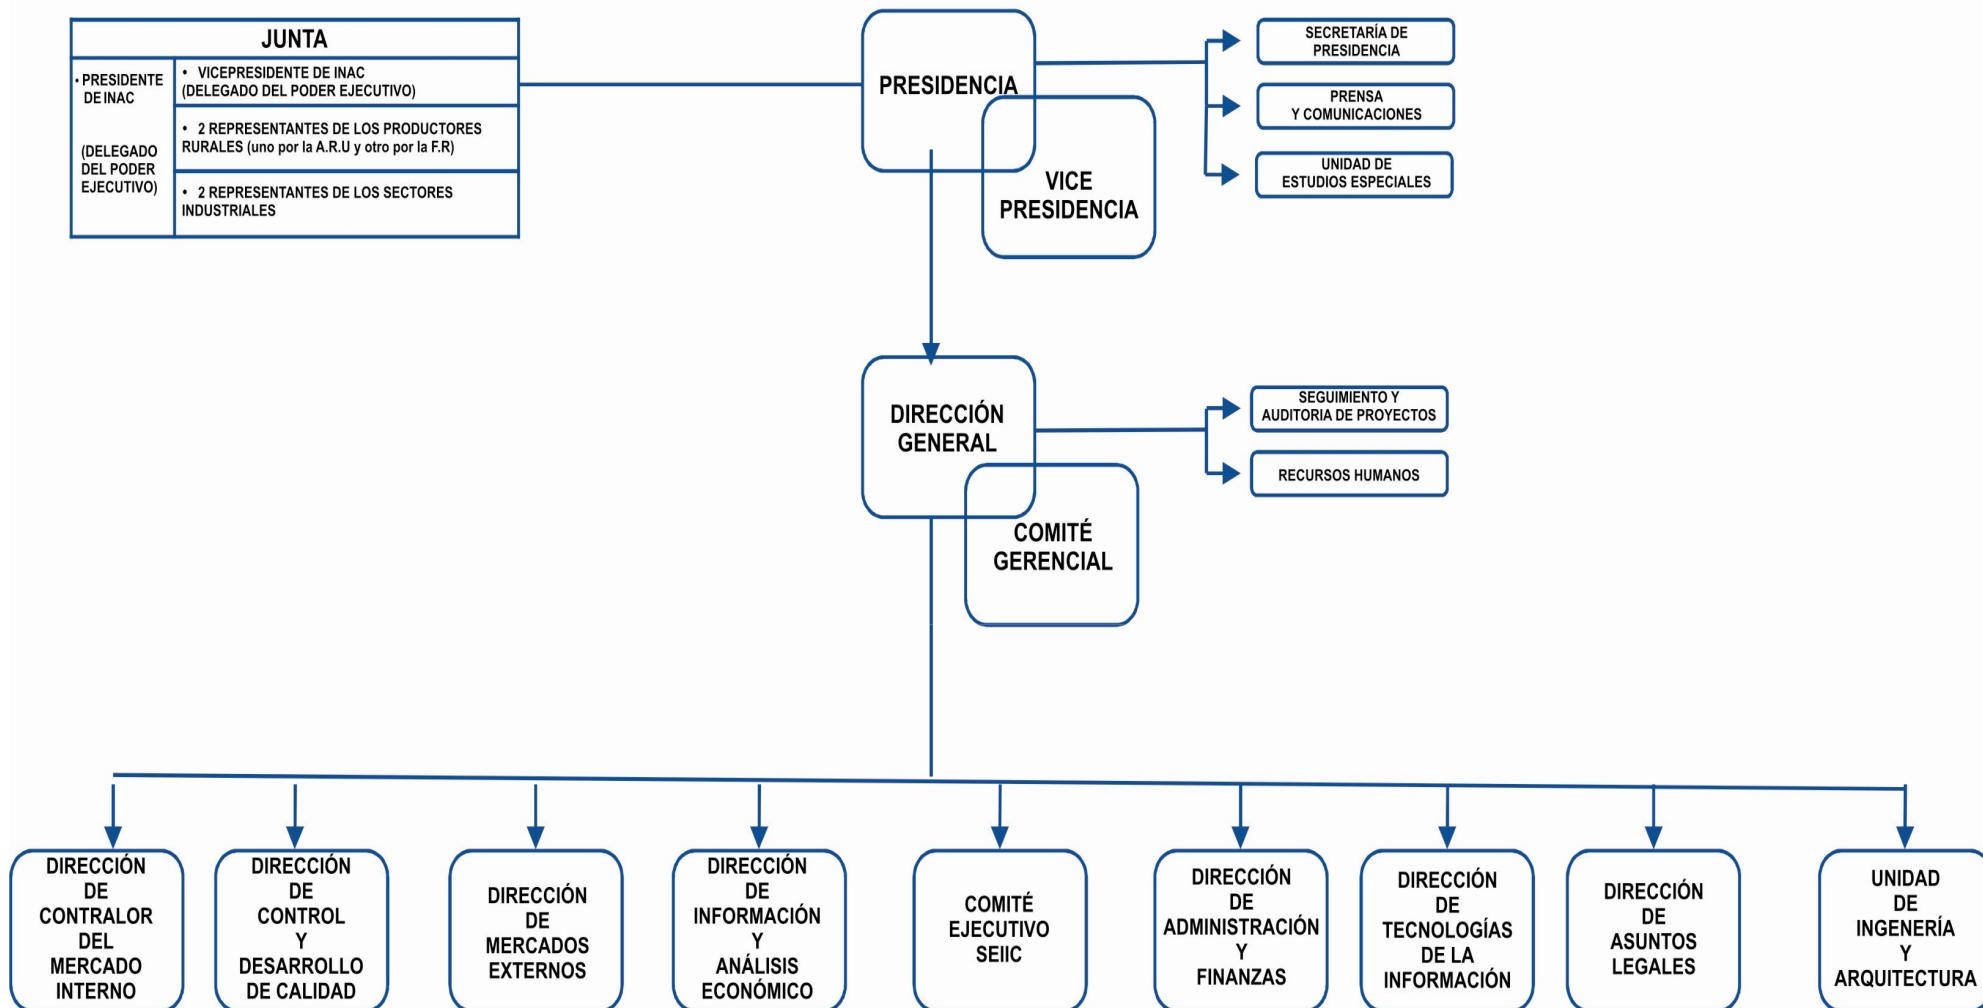 JUNTA
• PRESIDENTE
DE INAC
(DELEGADO
DEL PODER
EJECUTIVO)
• VICEPRESIDENTE DE INAC
(DELEGADO DEL PODER EJECUTIVO)
• 2 REPRESENTANTES DE LOS PRODUCTORES
RURALES (uno por la A.R.U y otro por la F.R)
• 2 REPRESENTANTES DE LOS SECTORES
INDUSTRIALES
PRESIDENCIA
VICE
PRESIDENCIA
SECRETARÍA DE
PRESIDENCIA
PRENSA
Y COMUNICACIONES
UNIDAD DE
ESTUDIOS ESPECIALES
DIRECCIÓN
GENERAL
COMITÉ
GERENCIAL
SEGUIMIENTO Y
AUDITORIA DE PROYECTOS
RECURSOS HUMANOS
DIRECCIÓN
DE
CONTRALOR
DEL
MERCADO
INTERNO
DIRECCIÓN
DE
CONTROL
Y
DESARROLLO
DE CALIDAD
DIRECCIÓN
DE
MERCADOS
EXTERNOS
DIRECCIÓN
DE
INFORMACIÓN
Y
ANÁLISIS
ECONÓMICO
COMITÉ
EJECUTIVO
SEIIC
DIRECCIÓN
DE
ADMINISTRACIÓN
Y
FINANZAS
DIRECCIÓN
DE
TECNOLOGÍAS
DE LA
INFORMACIÓN
DIRECCIÓN
DE
ASUNTOS
LEGALES
UNIDAD
DE
INGENERÍA
Y
ARQUITECTURA